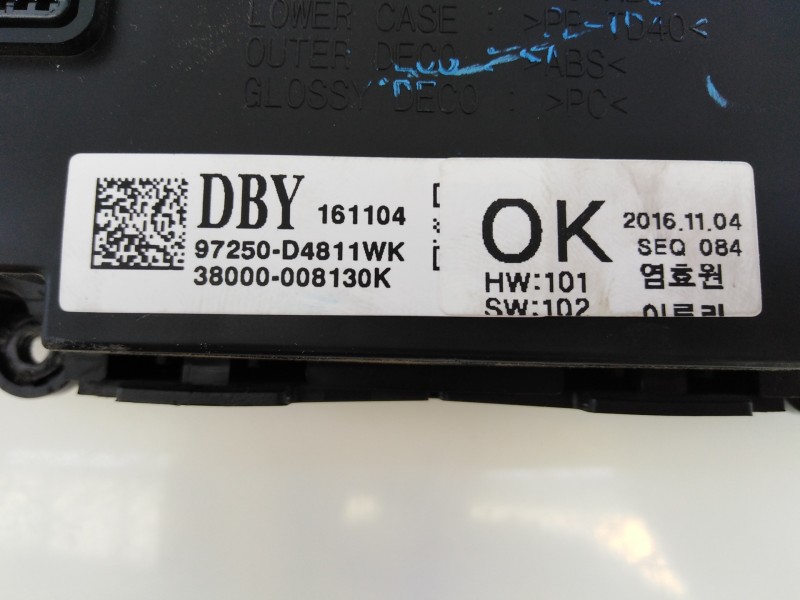 LOWER CASE : >PP-TD40<
OUTER DECO : >ABS<
GLOSSY DECO : >PC<
DBY 161104
97250-D4811WK
38000-008130K
OK
HW:101
SW:102
2016.11.04
SEQ 084
염효원